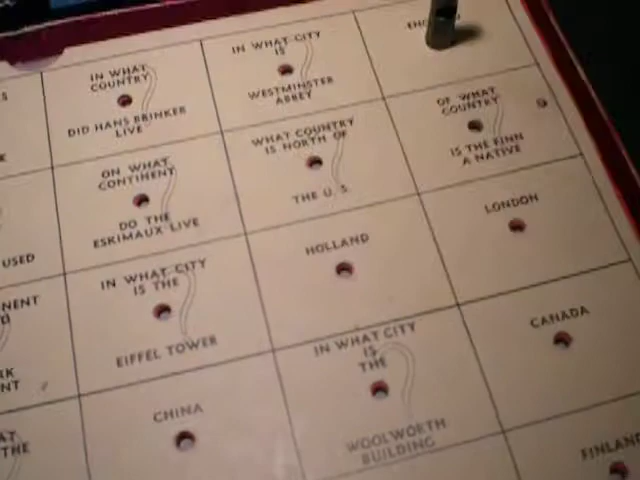 IN WHAT
COUNTRY
DID HANS BRINKER
LIVE
IN WHAT CITY
IS
WESTMINSTER
ABBEY
ON WHAT
CONTINENT
DO THE
ESKIMAUX LIVE
WHAT COUNTRY
IS NORTH OF
THE U. S.
OF WHAT
COUNTRY
IS THE FINN
A NATIVE
USED
IN WHAT CITY
IS THE
EIFFEL TOWER
HOLLAND
LONDON
CHINA
IN WHAT CITY
IS
THE
WOOLWORTH
BUILDING
CANADA
THE
FINLAND